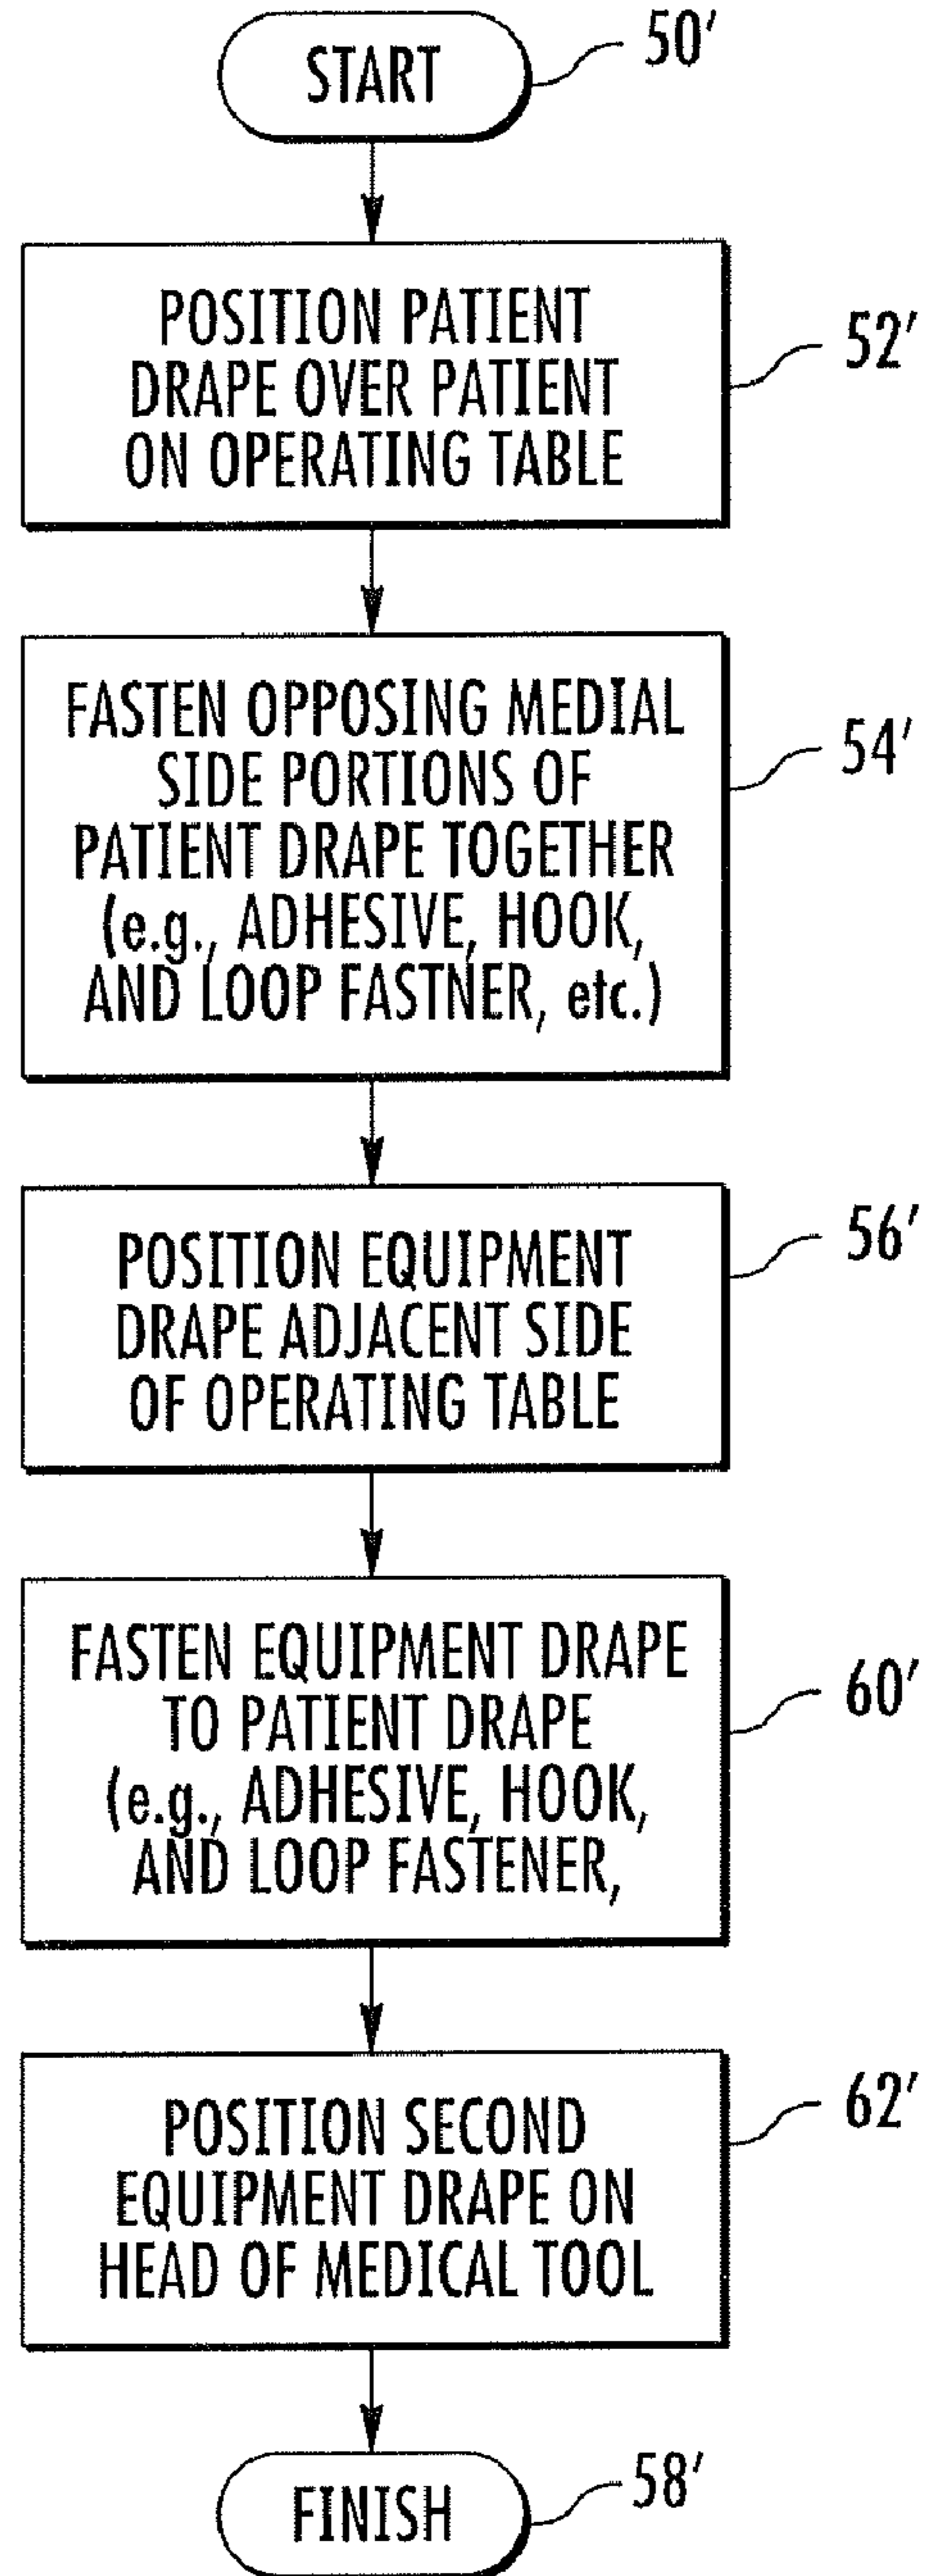 START
50'
POSITION PATIENT
DRAPE OVER PATIENT
ON OPERATING TABLE
52'
FASTEN OPPOSING MEDIAL
SIDE PORTIONS OF
PATIENT DRAPE TOGETHER
(e.g., ADHESIVE, HOOK,
AND LOOP FASTNER, etc.)
54'
POSITION EQUIPMENT
DRAPE ADJACENT SIDE
OF OPERATING TABLE
56'
FASTEN EQUIPMENT DRAPE
TO PATIENT DRAPE
(e.g., ADHESIVE, HOOK,
AND LOOP FASTENER,
60'
POSITION SECOND
EQUIPMENT DRAPE ON
HEAD OF MEDICAL TOOL
62'
FINISH
58'